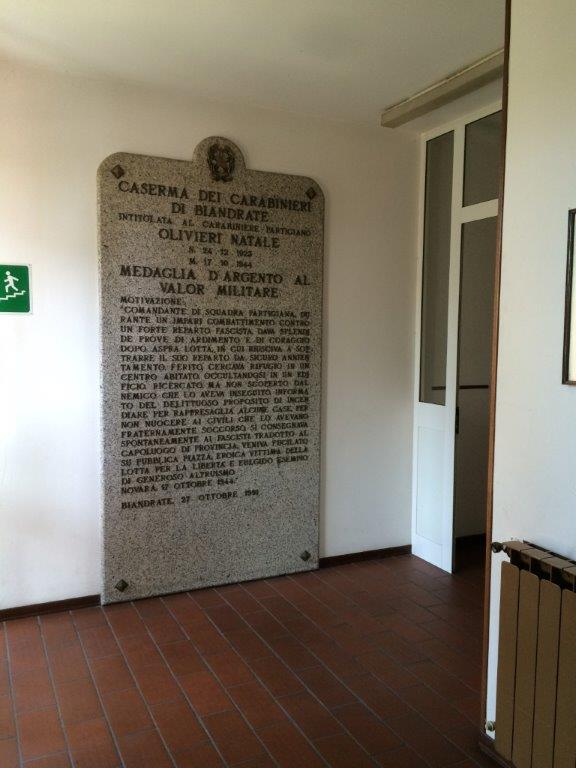 CASERMA DEI CARABINIERI
DI BIANDRATE
INTITOLATA AL CARABINIERE PARTIGIANO
OLIVIERI NATALE
N. 24 12 1923
M. 17 10 1944
MEDAGLIA D'ARGENTO AL
VALOR MILITARE
MOTIVAZIONE:
"COMANDANTE DI SQUADRA PARTIGIANA, DU
RANTE UN IMPARI COMBATTIMENTO CONTRO
UN FORTE REPARTO FASCISTA, DAVA SPLENDI
DE PROVE DI ARDIMENTO E DI CORAGGIO
DOPO ASPRA LOTTA, IN CUI RIUSCIVA A SOT
TRARRE IL SUO REPARTO DA SICURO ANNIEN
TAMENTO. FERITO, CERCAVA RIFUGIO IN UN
CENTRO ABITATO, OCCULTANDOSI IN UN EDI
FICIO. RICERCATO, MA NON SCOPERTO DAL
NEMICO CHE LO AVEVA INSEGUITO, INFORMA
TO DEL DELITTUOSO PROPOSITO DI INCEN
DIARE PER RAPPRESAGLIA ALCUNE CASE, PER
NON NUOCERE AI CIVILI CHE LO AVEVANO
FRATERNAMENTE SOCCORSO, SI CONSEGNAVA
SPONTANEAMENTE AI FASCISTI. TRADOTTO AL
CAPOLUOGO DI PROVINCIA, VENIVA FUCILATO
SU PUBBLICA PIAZZA, EROICA VITTIMA DELLA
LOTTA PER LA LIBERTÀ E FULGIDO ESEMPIO
DI GENEROSO ALTRUISMO"
NOVARA, 17 OTTOBRE 1944.
BIANDRATE, 27 OTTOBRE 1991